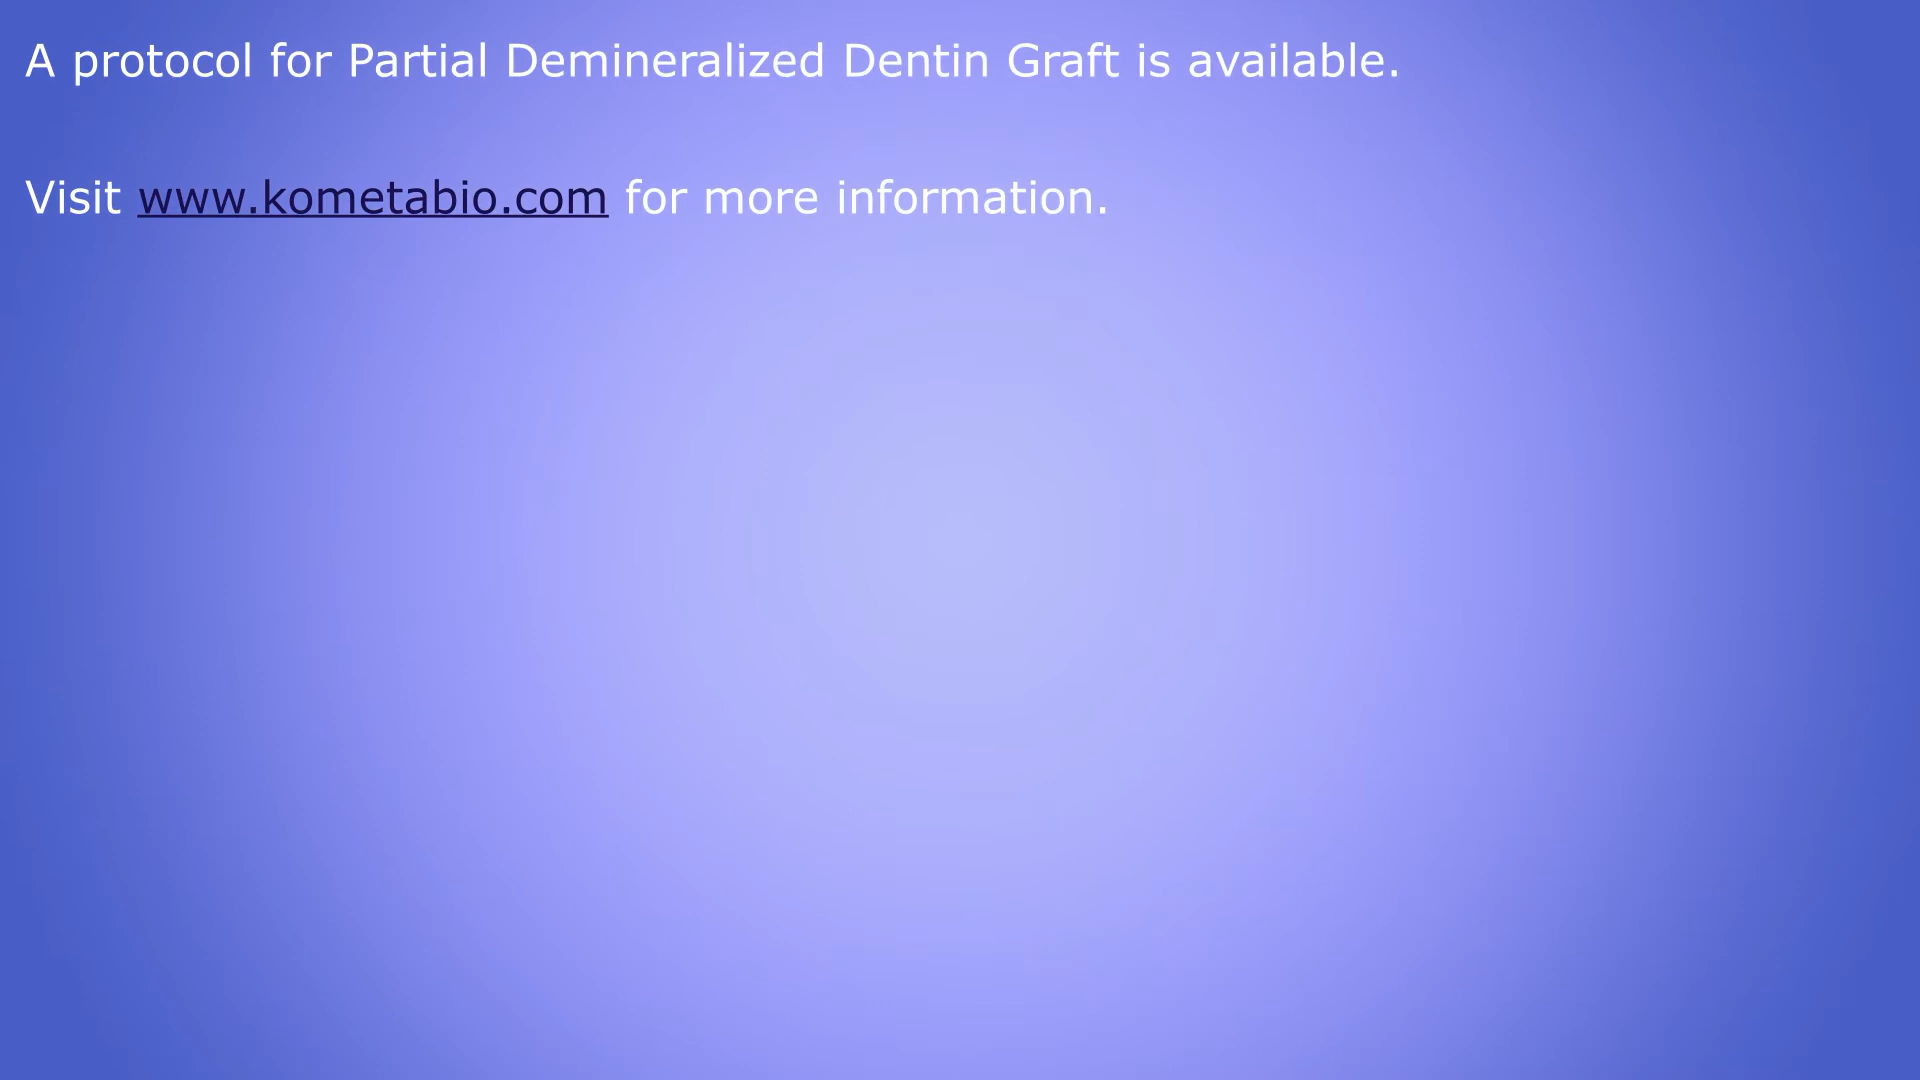 A protocol for Partial Demineralized Dentin Graft is available.
Visit www.kometabio.com for more information.